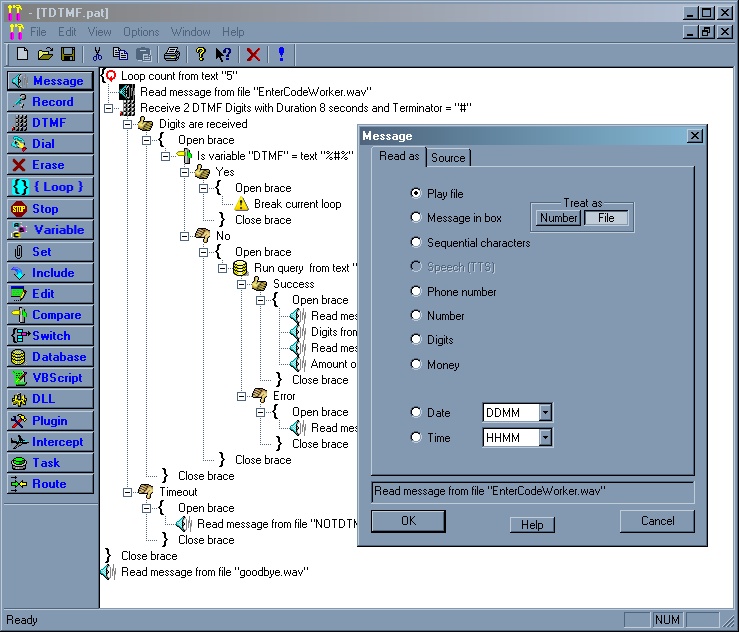 - [TDTMF.pat]
File Edit View Options Window Help
Message
Record
DTMF
Dial
Erase
{ Loop }
Stop
STOP
Variable
Set
Include
Edit
Compare
Switch
Database
VBScript
DLL
Plugin
Intercept
Task
Route
Loop count from text "5"
Read message from file "EnterCodeWorker.wav"
Receive 2 DTMF Digits with Duration 8 seconds and Terminator = "#"
Digits are received
{ Open brace
Is variable "DTMF" = text "%#%"
Yes
{ Open brace
Break current loop
} Close brace
No
{ Open brace
Run query from text "
Success
{ Open brace
Read mes
Digits from
Read mes
Amount o
} Close brace
Error
{ Open brace
Read mes
} Close brace
} Close brace
} Close brace
Timeout
{ Open brace
Read message from file "NOTDTM
} Close brace
} Close brace
Read message from file "goodbye.wav"
Message
Read as
Source
Play file
Message in box
Sequential characters
Speech (TTS)
Phone number
Number
Digits
Money
Date
DDMM
Time
HHMM
Treat as
Number
File
Read message from file "EnterCodeWorker.wav"
OK
Help
Cancel
Ready
NUM